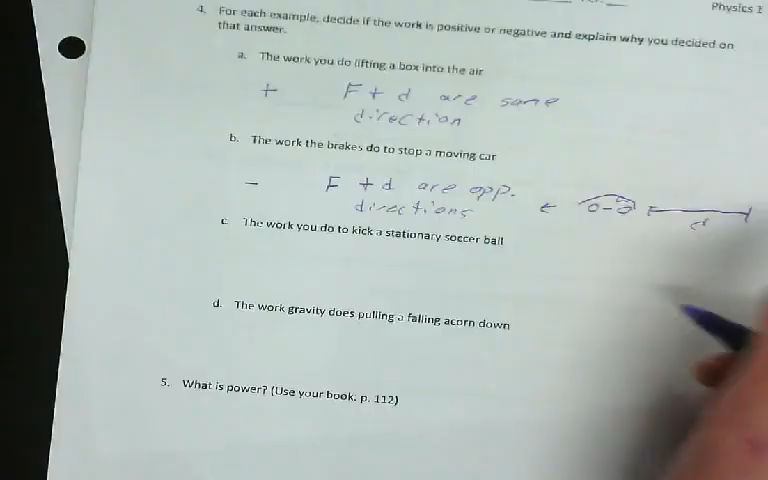 Physics 2
4. For each example, decide if the work is positive or negative and explain why you decided on
that answer.
a. The work you do lifting a box into the air
+ F + d are same
direction
b. The work the brakes do to stop a moving car
- F + d are opp.
directions
d
c. The work you do to kick a stationary soccer ball
d. The work gravity does pulling a falling acorn down
5. What is power? (Use your book. p. 112)